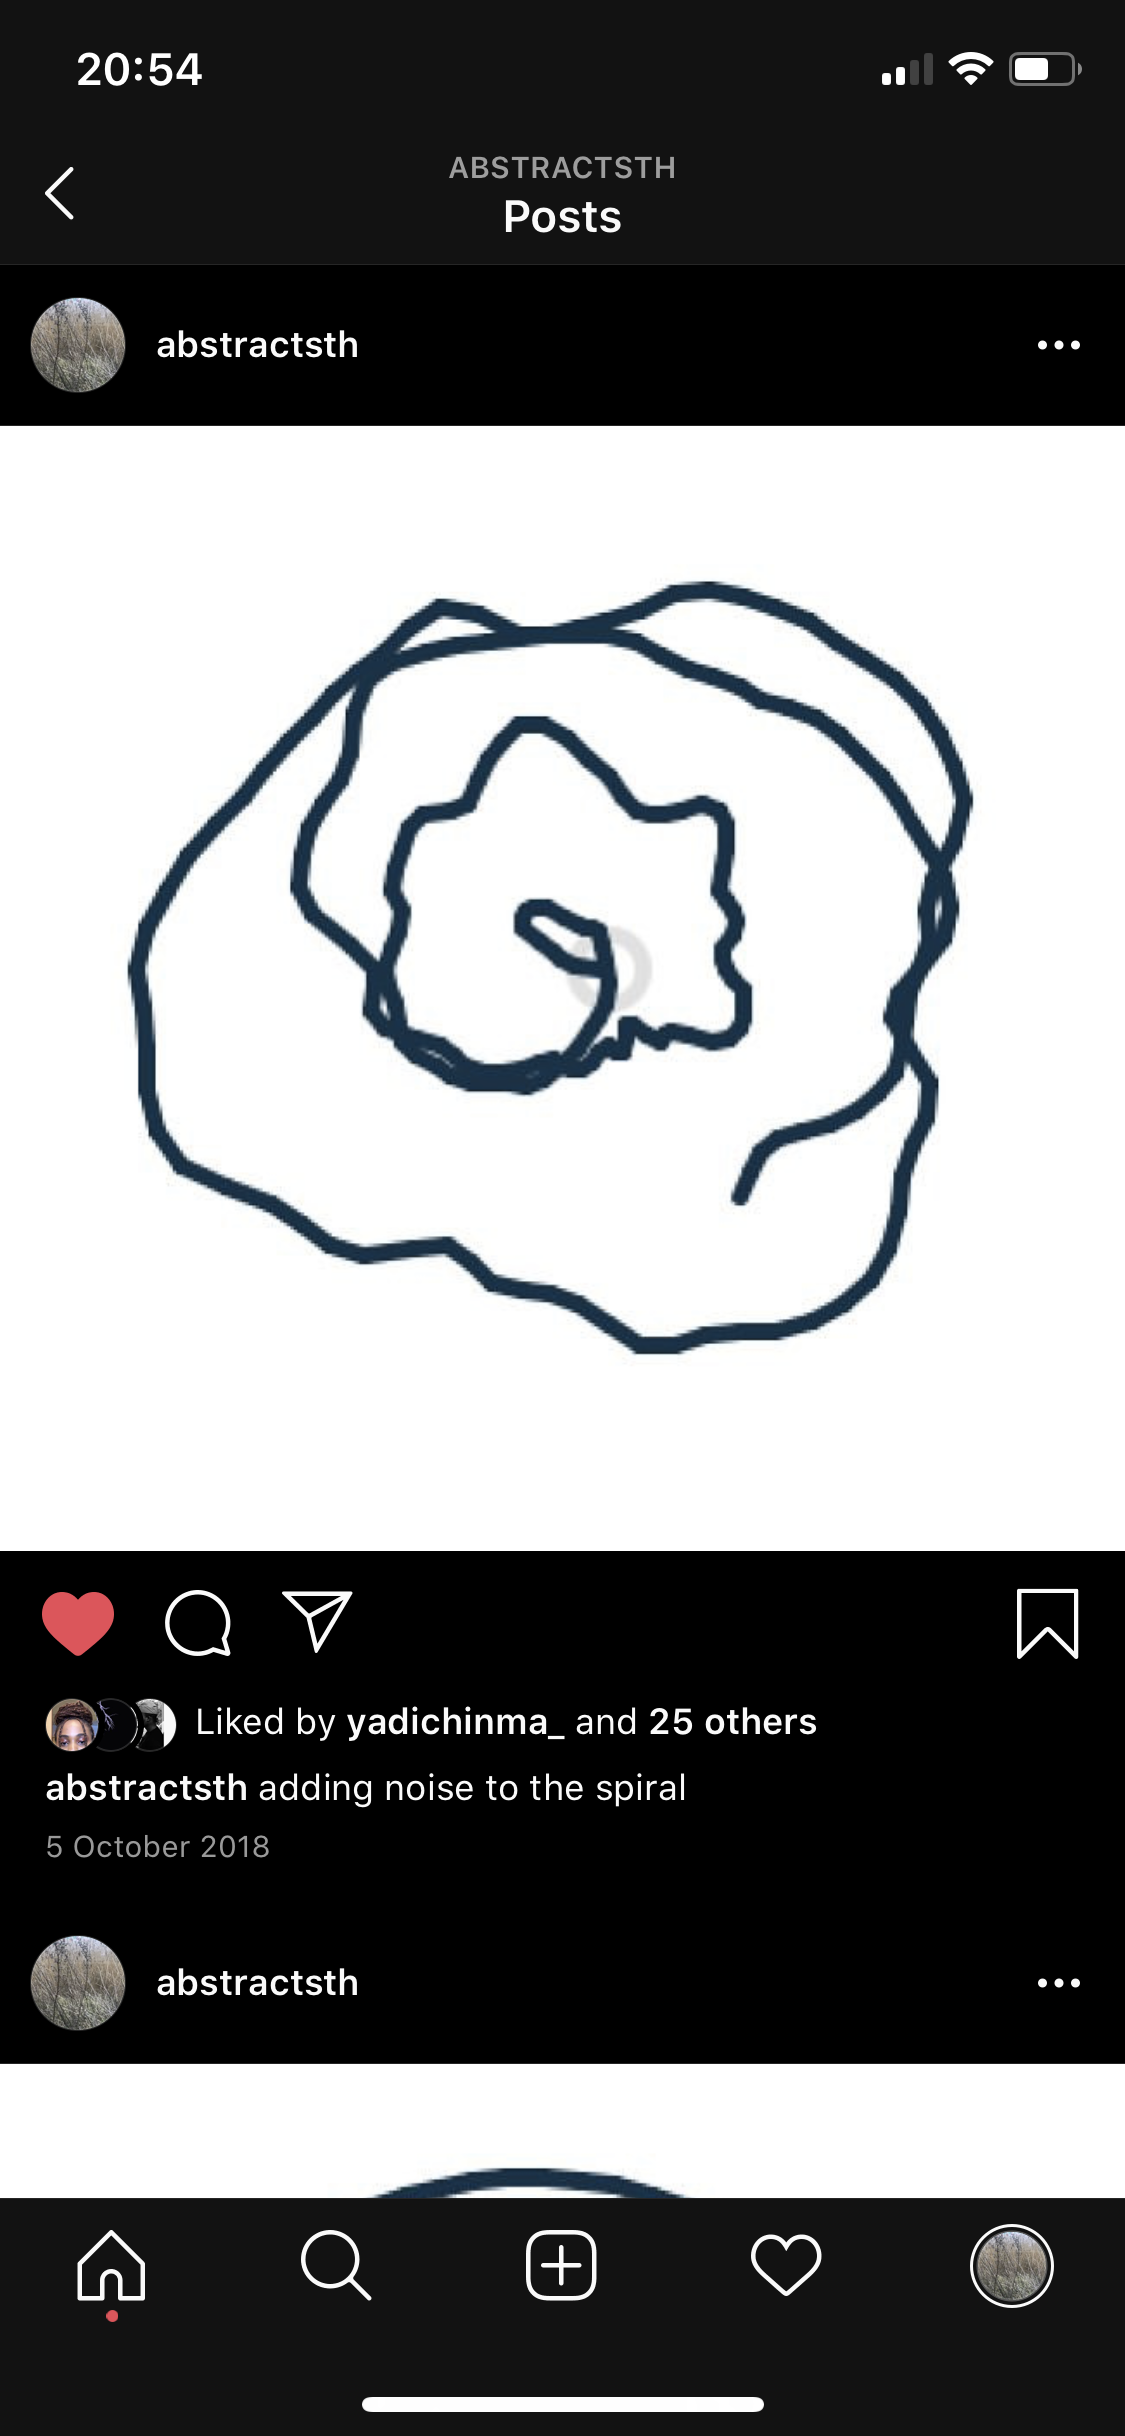 20:54
ABSTRACTSTH
Posts
abstractsth
Liked by yadichinma_ and 25 others
abstractsth adding noise to the spiral
5 October 2018
abstractsth